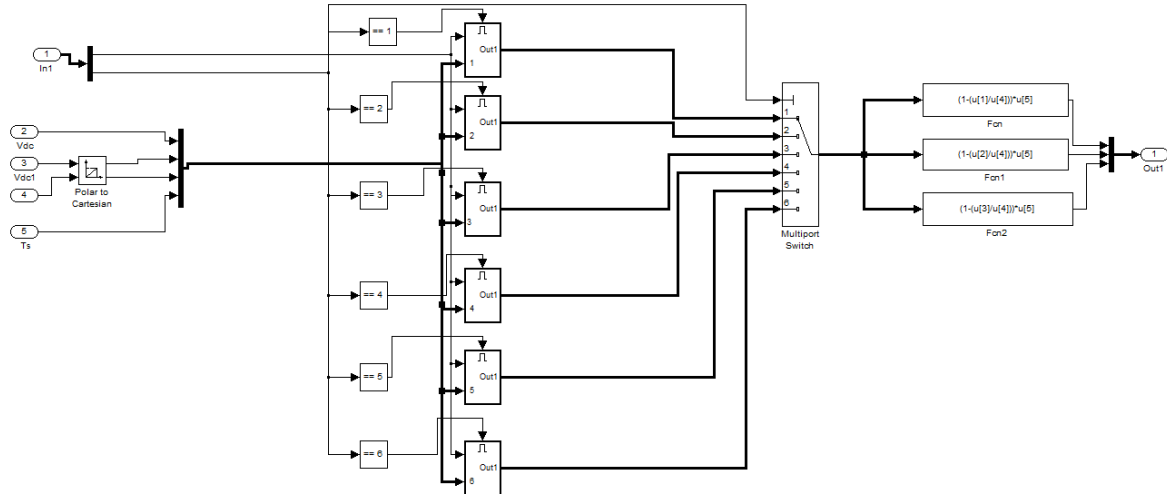 1
In1
2
Vdc
3
Vdc1
4
5
Ts
Polar to
Cartesian
== 1
== 2
== 3
== 4
== 5
== 6
Out1
1
Out1
2
Out1
3
Out1
4
Out1
5
Out1
6
1
2
3
4
5
6
Multiport
Switch
(1-(u[1]/u[4]))*u[5]
Fcn
(1-(u[2]/u[4]))*u[5]
Fcn1
(1-(u[3]/u[4]))*u[5]
Fcn2
1
Out1